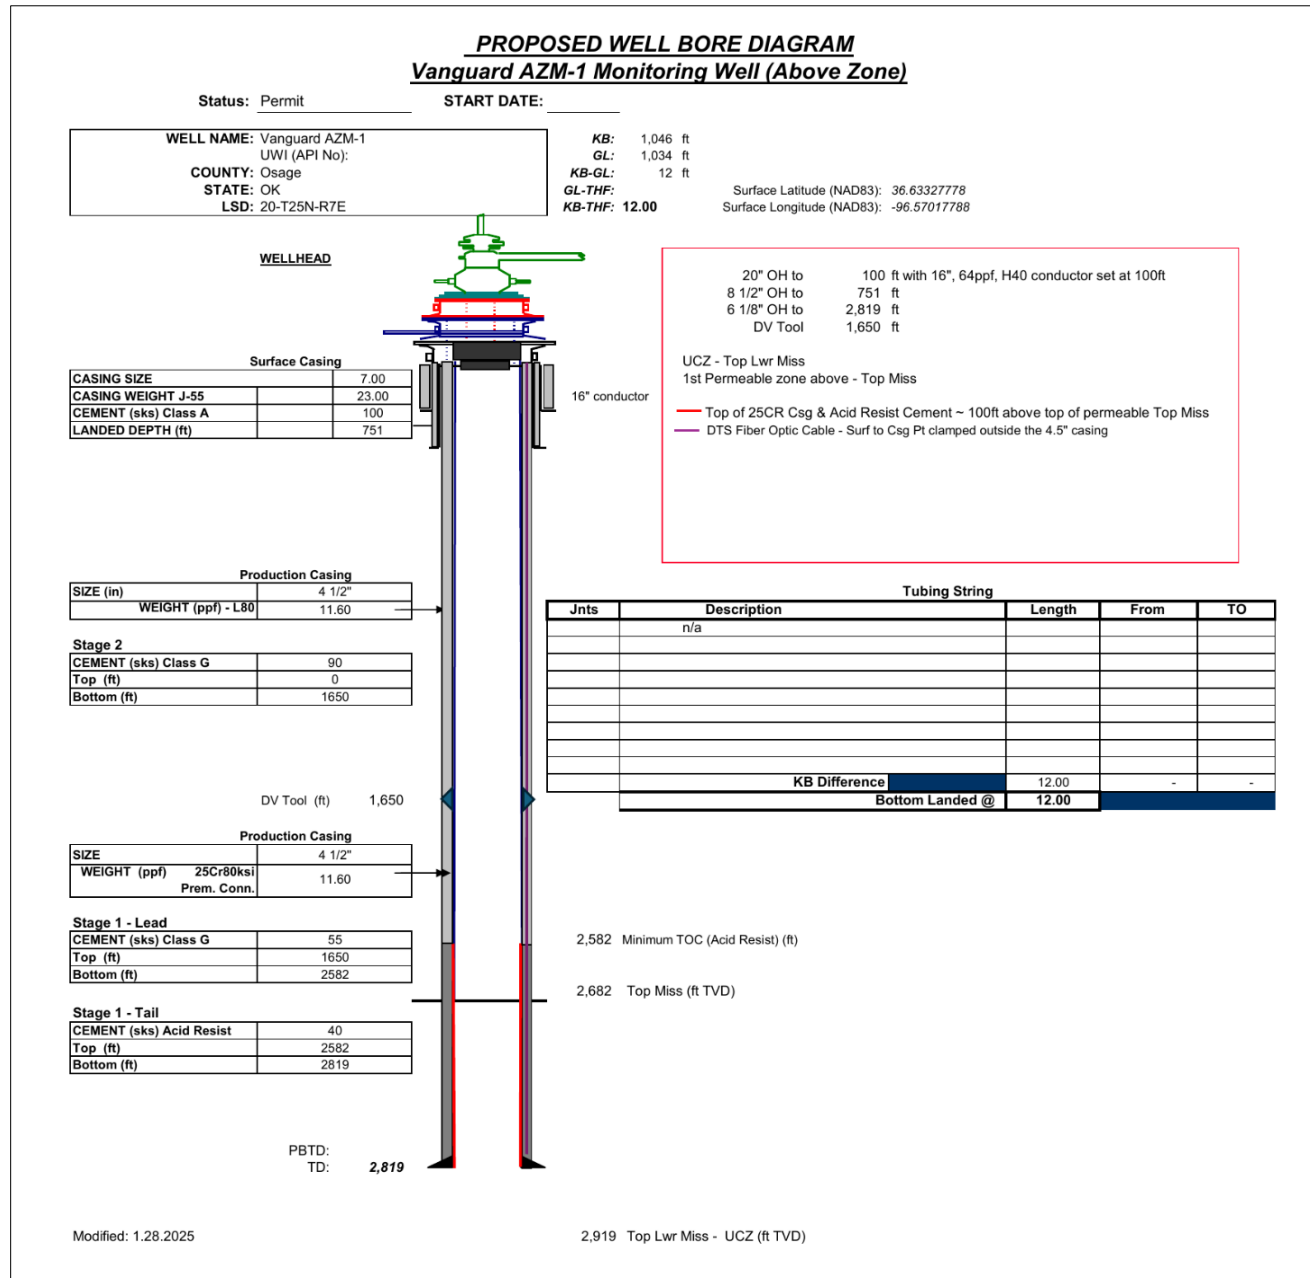 PROPOSED WELL BORE DIAGRAM
Vanguard AZM-1 Monitoring Well (Above Zone)
Status: Permit START DATE:
WELL NAME: Vanguard AZM-1
UWI (API No):
COUNTY: Osage
STATE: OK
LSD: 20-T25N-R7E
KB: 1,046 ft
GL: 1,034 ft
KB-GL: 12 ft
GL-THF:
KB-THF: 12.00
Surface Latitude (NAD83): 36.63327778
Surface Longitude (NAD83): -96.57017788
WELLHEAD
20" OH to 100 ft with 16", 64ppf, H40 conductor set at 100ft
8 1/2" OH to 751 ft
6 1/8" OH to 2,819 ft
DV Tool 1,650 ft
UCZ - Top Lwr Miss
1st Permeable zone above - Top Miss
Top of 25CR Csg & Acid Resist Cement ~ 100ft above top of permeable Top Miss
DTS Fiber Optic Cable - Surf to Csg Pt clamped outside the 4.5" casing
Surface Casing
CASING SIZE 7.00
CASING WEIGHT J-55 23.00
CEMENT (sks) Class A 100
LANDED DEPTH (ft) 751
16" conductor
Production Casing
SIZE (in) 4 1/2"
WEIGHT (ppf) - L80 11.60
Stage 2
CEMENT (sks) Class G 90
Top (ft) 0
Bottom (ft) 1650
Tubing String
Jnts Description Length From TO
n/a
KB Difference 12.00 - -
Bottom Landed @ 12.00
DV Tool (ft) 1,650
Production Casing
SIZE 4 1/2"
WEIGHT (ppf) 25Cr80ksi
Prem. Conn. 11.60
Stage 1 - Lead
CEMENT (sks) Class G 55
Top (ft) 1650
Bottom (ft) 2582
2,582 Minimum TOC (Acid Resist) (ft)
2,682 Top Miss (ft TVD)
Stage 1 - Tail
CEMENT (sks) Acid Resist 40
Top (ft) 2582
Bottom (ft) 2819
PBTD:
TD: 2,819
Modified: 1.28.2025
2,919 Top Lwr Miss - UCZ (ft TVD)